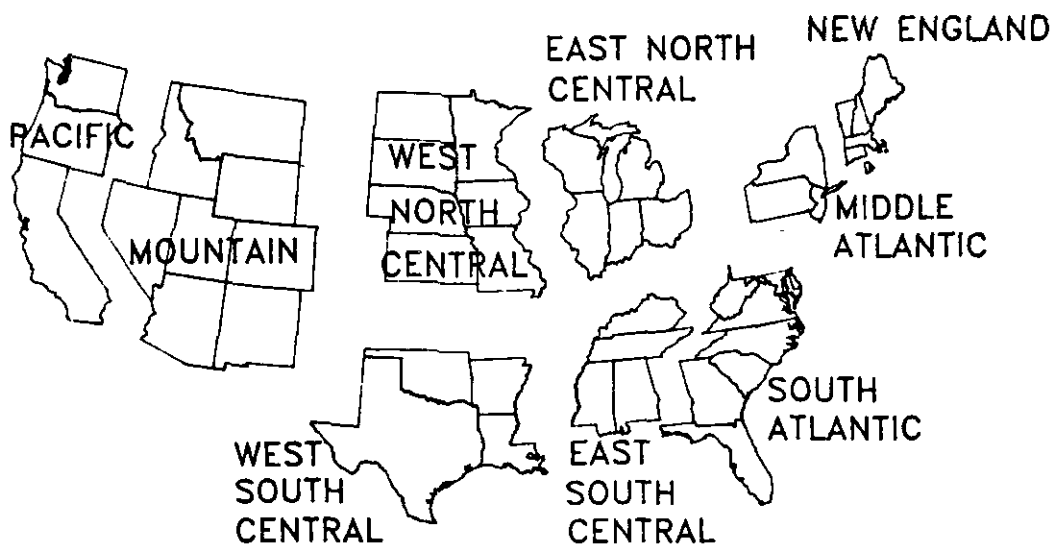 NEW ENGLAND
EAST NORTH
CENTRAL
PACIFIC
WEST
NORTH
CENTRAL
MOUNTAIN
MIDDLE
ATLANTIC
SOUTH
ATLANTIC
WEST
SOUTH
CENTRAL
EAST
SOUTH
CENTRAL